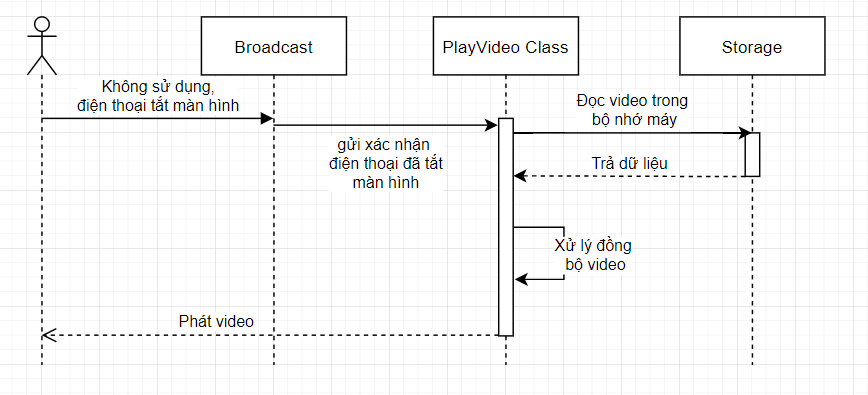 Broadcast
PlayVideo Class
Storage
Không sử dụng,
điện thoại tắt màn hình
Đọc video trong
bộ nhớ máy
gửi xác nhận
điện thoại đã tắt
màn hình
Trả dữ liệu
Xử lý đồng
bộ video
Phát video